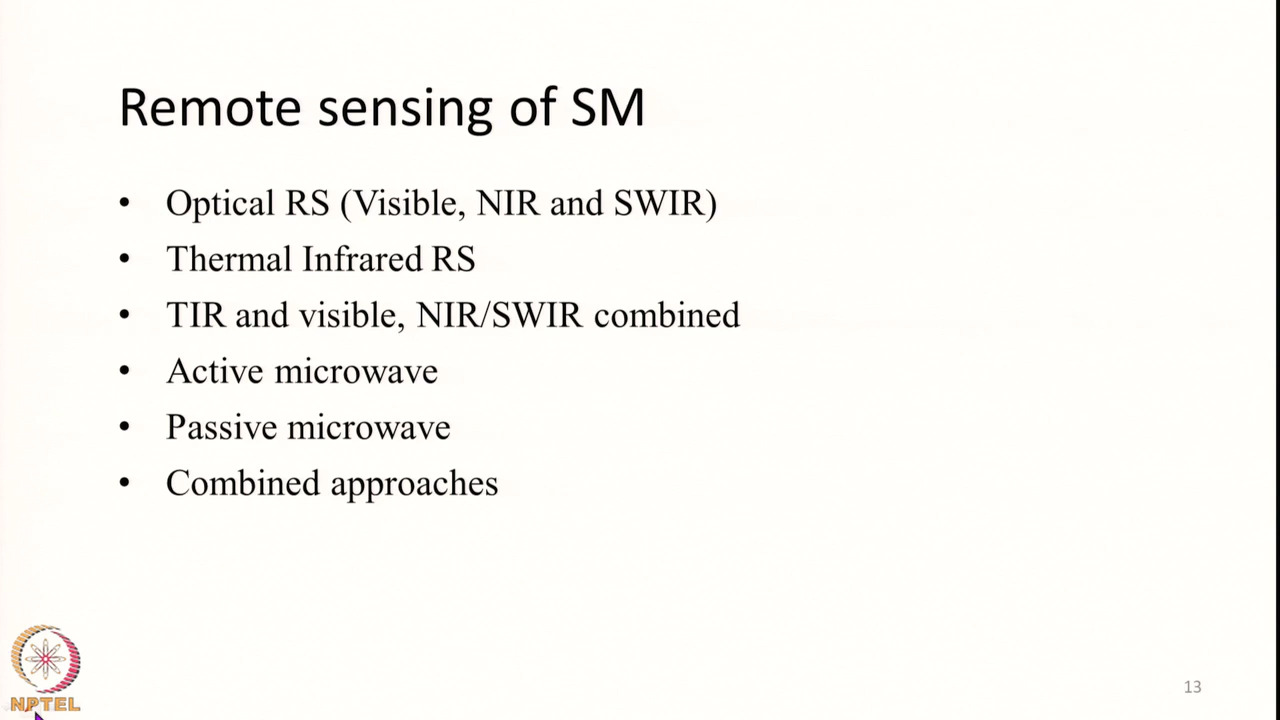 Remote sensing of SM
• Optical RS (Visible, NIR and SWIR)
• Thermal Infrared RS
• TIR and visible, NIR/SWIR combined
• Active microwave
• Passive microwave
• Combined approaches
NPTEL
13